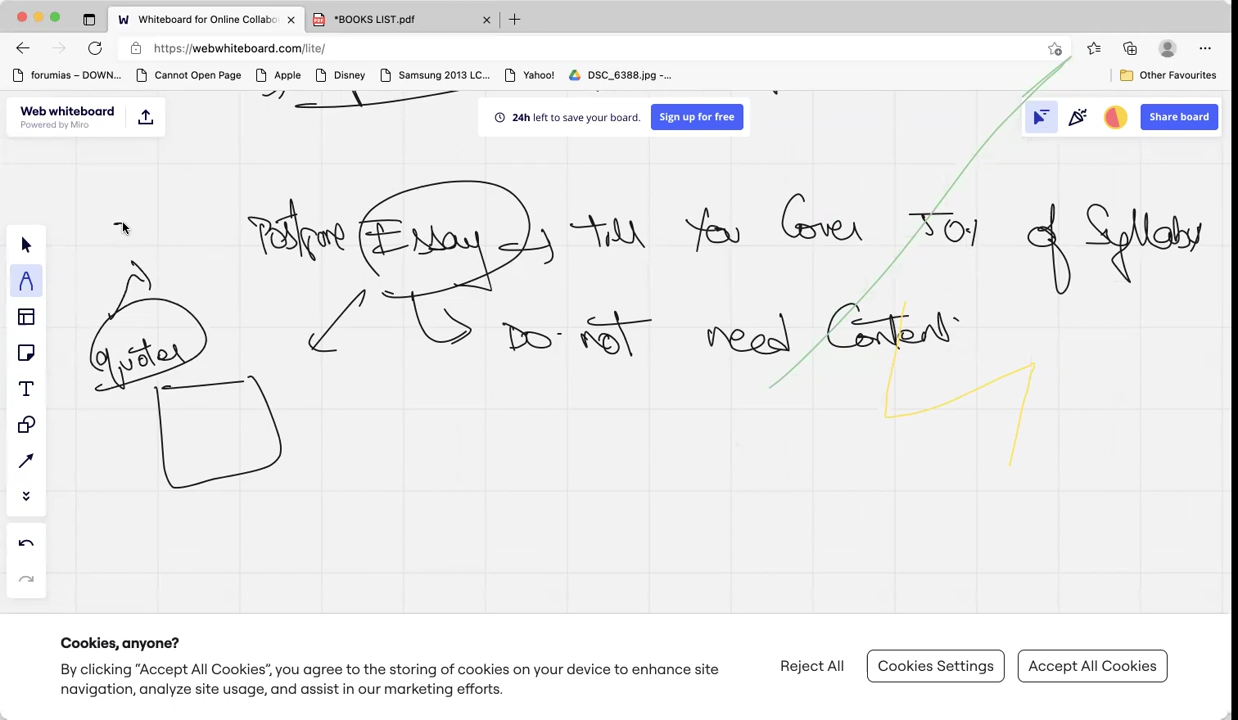 Whiteboard for Online Collabo
*BOOKS LIST.pdf
https://webwhiteboard.com/lite/
forumias – DOWN...
Cannot Open Page
Apple
Disney
Samsung 2013 LC...
Yahoo!
DSC_6388.jpg -...
Other Favourites
Web whiteboard
Powered by Miro
24h left to save your board.
Sign up for free
Share board
Postpone Essay → till You Cover 70% of Syllabus
Do not need Content
quotes
Cookies, anyone?
By clicking “Accept All Cookies”, you agree to the storing of cookies on your device to enhance site
navigation, analyze site usage, and assist in our marketing efforts.
Reject All
Cookies Settings
Accept All Cookies